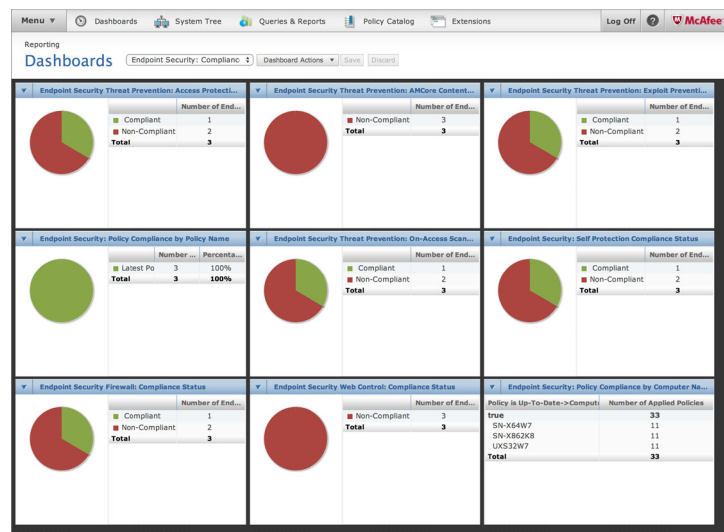 Menu ▼ Dashboards System Tree Queries & Reports Policy Catalog Extensions Log Off ? McAfee
Reporting
Dashboards Endpoint Security: Complianc Dashboard Actions ▼ Save Discard
Endpoint Security Threat Prevention: Access Protecti...
Number of End...
Compliant 1
Non-Compliant 2
Total 3
Endpoint Security Threat Prevention: AMCore Content...
Number of End...
Non-Compliant 3
Total 3
Endpoint Security Threat Prevention: Exploit Preventi...
Number of End...
Compliant 1
Non-Compliant 2
Total 3
Endpoint Security: Policy Compliance by Policy Name
Number ... Percenta...
Latest Po 3 100%
Total 3 100%
Endpoint Security Threat Prevention: On-Access Scan...
Number of End...
Compliant 1
Non-Compliant 2
Total 3
Endpoint Security: Self Protection Compliance Status
Number of End...
Compliant 1
Non-Compliant 2
Total 3
Endpoint Security Firewall: Compliance Status
Number of End...
Compliant 1
Non-Compliant 2
Total 3
Endpoint Security Web Control: Compliance Status
Number of End...
Non-Compliant 3
Total 3
Endpoint Security: Policy Compliance by Computer Na...
Policy is Up-To-Date->Compute Number of Applied Policies
true 33
SN-X64W7 11
SN-X862K8 11
UXS32W7 11
Total 33